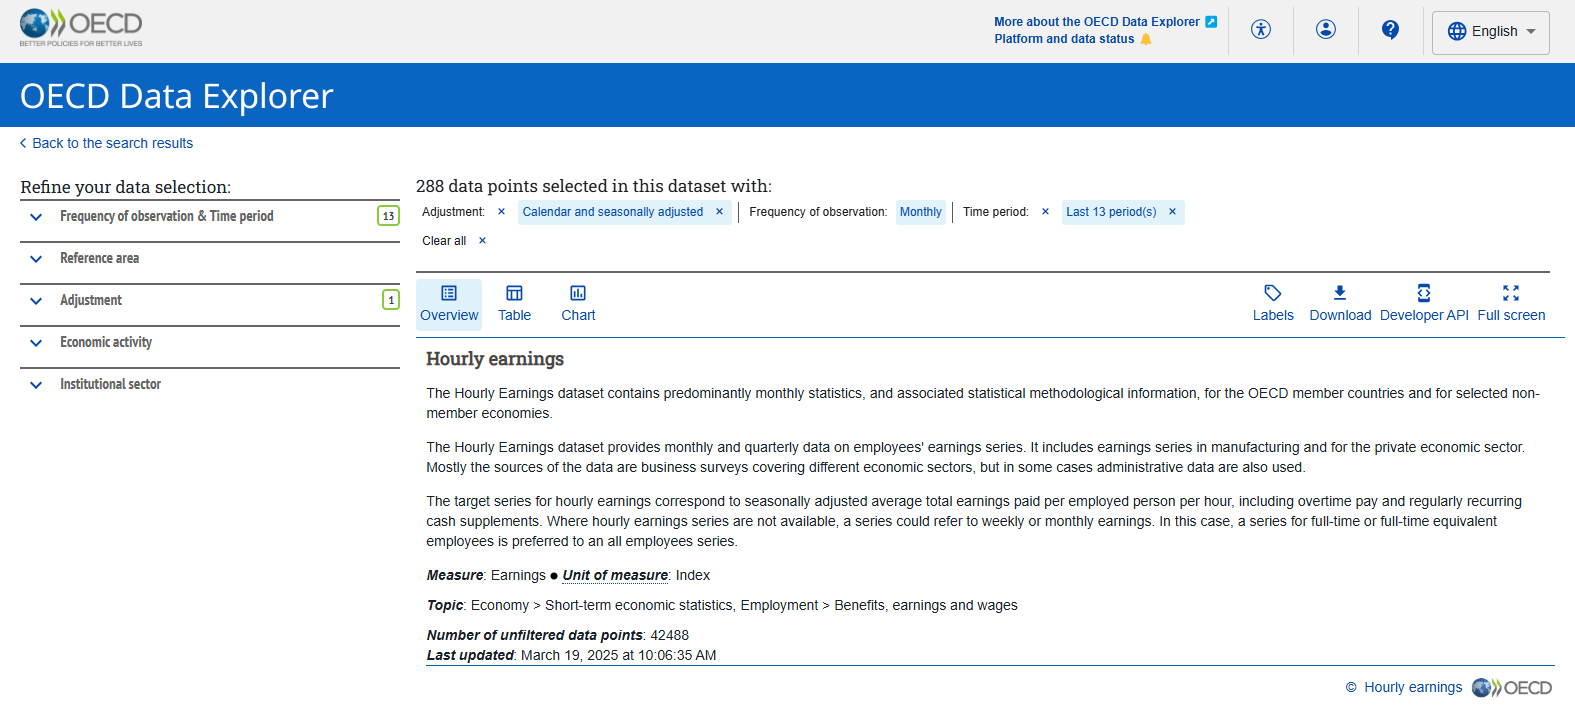 OECD
BETTER POLICIES FOR BETTER LIVES
More about the OECD Data Explorer
Platform and data status
English
OECD Data Explorer
Back to the search results
Refine your data selection:
Frequency of observation & Time period 13
Reference area
Adjustment 1
Economic activity
Institutional sector
288 data points selected in this dataset with:
Adjustment: × Calendar and seasonally adjusted × Frequency of observation: Monthly Time period: × Last 13 period(s) ×
Clear all ×
Overview Table Chart Labels Download Developer API Full screen
Hourly earnings
The Hourly Earnings dataset contains predominantly monthly statistics, and associated statistical methodological information, for the OECD member countries and for selected non-
member economies.
The Hourly Earnings dataset provides monthly and quarterly data on employees' earnings series. It includes earnings series in manufacturing and for the private economic sector.
Mostly the sources of the data are business surveys covering different economic sectors, but in some cases administrative data are also used.
The target series for hourly earnings correspond to seasonally adjusted average total earnings paid per employed person per hour, including overtime pay and regularly recurring
cash supplements. Where hourly earnings series are not available, a series could refer to weekly or monthly earnings. In this case, a series for full-time or full-time equivalent
employees is preferred to an all employees series.
Measure: Earnings ● Unit of measure: Index
Topic: Economy > Short-term economic statistics, Employment > Benefits, earnings and wages
Number of unfiltered data points: 42488
Last updated: March 19, 2025 at 10:06:35 AM
© Hourly earnings OECD